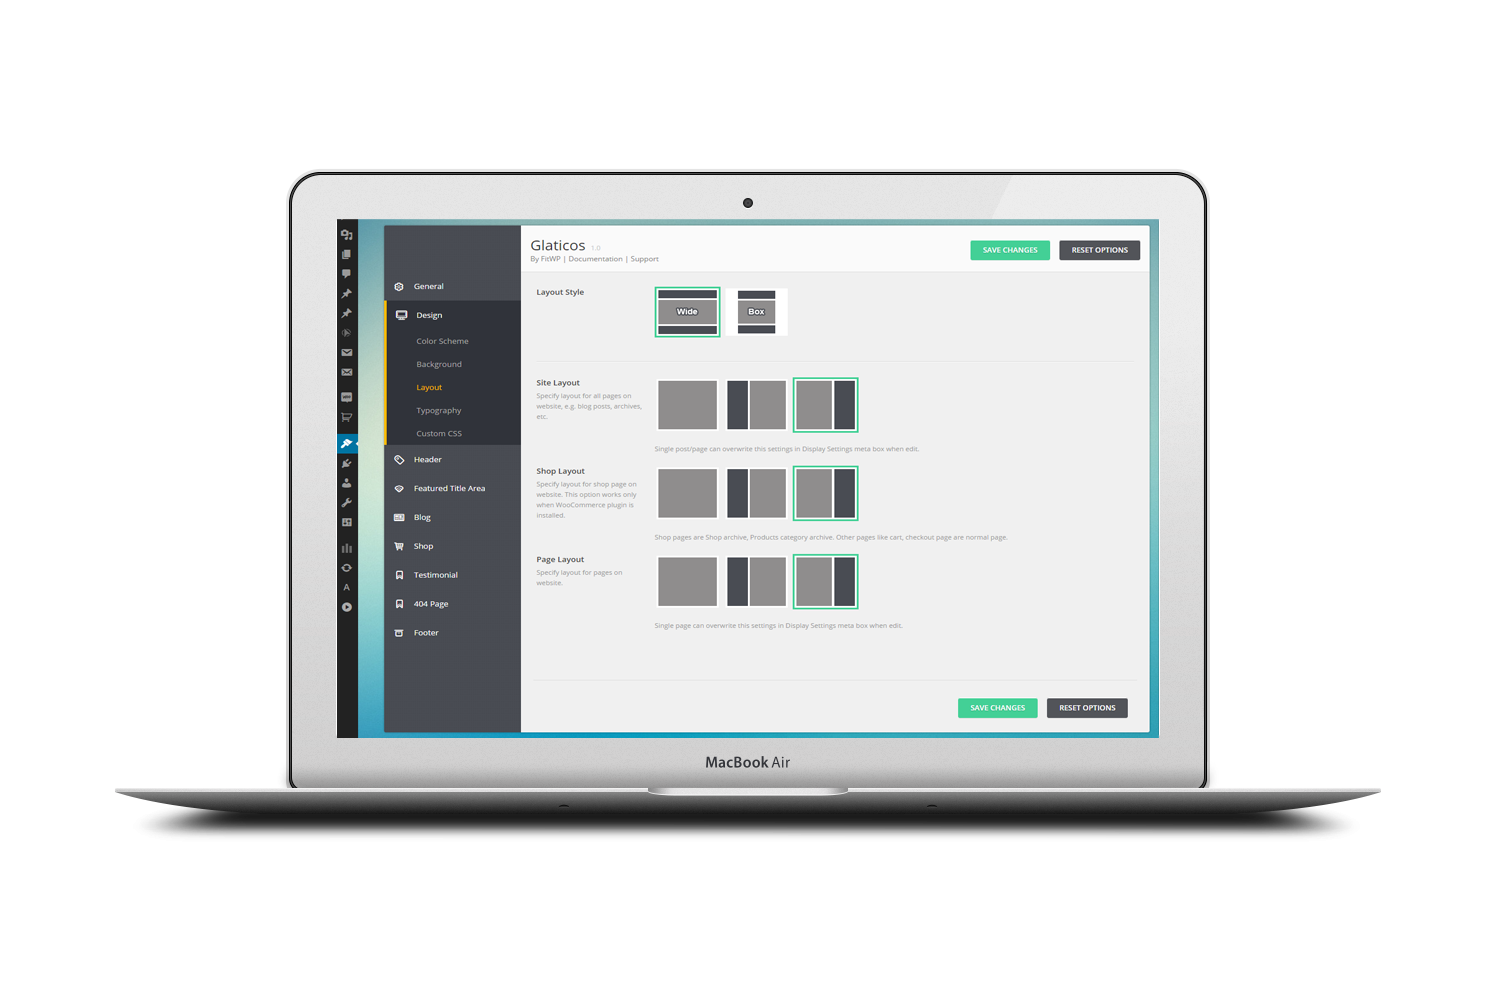 Glaticos 1.0
By FitWP | Documentation | Support
SAVE CHANGES
RESET OPTIONS
General
Design
Color Scheme
Background
Layout
Typography
Custom CSS
Header
Featured Title Area
Blog
Shop
Testimonial
404 Page
Footer
Layout Style
Wide
Box
Site Layout
Specify layout for all pages on
website, e.g. blog posts, archives,
etc.
Single post/page can overwrite this settings in Display Settings meta box when edit.
Shop Layout
Specify layout for shop page on
website. This option works only
when WooCommerce plugin is
installed.
Shop pages are Shop archive, Products category archive. Other pages like cart, checkout page are normal page.
Page Layout
Specify layout for pages on
website.
Single page can overwrite this settings in Display Settings meta box when edit.
SAVE CHANGES
RESET OPTIONS
MacBook Air